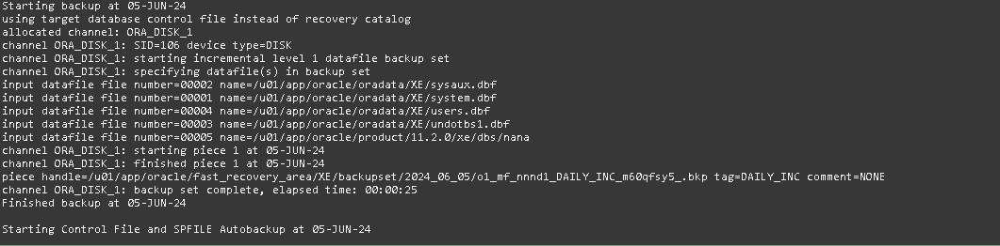 Starting backup at 05-JUN-24
using target database control file instead of recovery catalog
allocated channel: ORA_DISK_1
channel ORA_DISK_1: SID=106 device type=DISK
channel ORA_DISK_1: starting incremental level 1 datafile backup set
channel ORA_DISK_1: specifying datafile(s) in backup set
input datafile file number=00002 name=/u01/app/oracle/oradata/XE/sysaux.dbf
input datafile file number=00001 name=/u01/app/oracle/oradata/XE/system.dbf
input datafile file number=00004 name=/u01/app/oracle/oradata/XE/users.dbf
input datafile file number=00003 name=/u01/app/oracle/oradata/XE/undotbs1.dbf
input datafile file number=00005 name=/u01/app/oracle/product/11.2.0/xe/dbs/nana
channel ORA_DISK_1: starting piece 1 at 05-JUN-24
channel ORA_DISK_1: finished piece 1 at 05-JUN-24
piece handle=/u01/app/oracle/fast_recovery_area/XE/backupset/2024_06_05/o1_mf_nnnd1_DAILY_INC_m60qfsy5_.bkp tag=DAILY_INC comment=NONE
channel ORA_DISK_1: backup set complete, elapsed time: 00:00:25
Finished backup at 05-JUN-24
Starting Control File and SPFILE Autobackup at 05-JUN-24